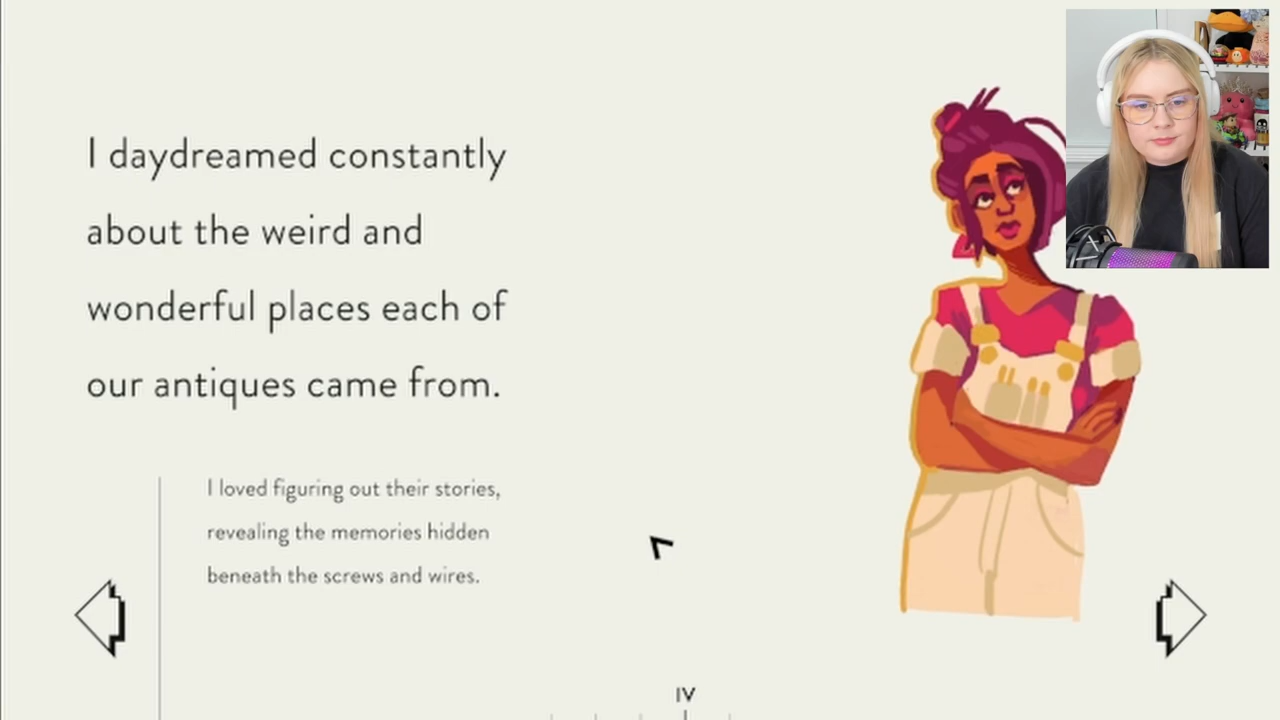 I daydreamed constantly
about the weird and
wonderful places each of
our antiques came from.
I loved figuring out their stories,
revealing the memories hidden
beneath the screws and wires.
IV